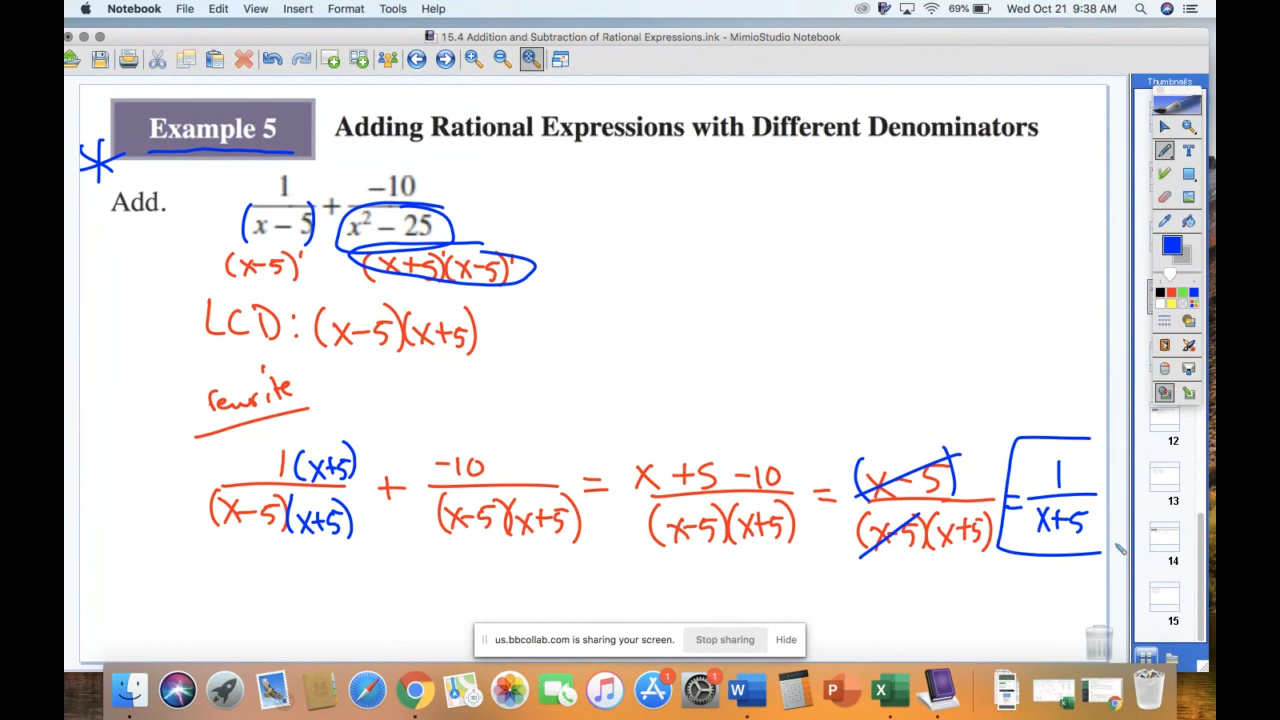 Notebook File Edit View Insert Format Tools Help 69% Wed Oct 21 9:38 AM
15.4 Addition and Subtraction of Rational Expressions.ink - MimioStudio Notebook
Thumbnails
Example 5 Adding Rational Expressions with Different Denominators
Add. 1/(x – 5) + –10/(x² – 25)
(x-5)¹ (x+5)¹(x-5)¹
LCD: (x-5)(x+5)
rewrite
1(x+5)/(x-5)(x+5) + -10/(x-5)(x+5) = x+5-10/(x-5)(x+5) = (x-5)/(x-5)(x+5) = 1/x+5
12
13
14
15
us.bbcollab.com is sharing your screen. Stop sharing Hide